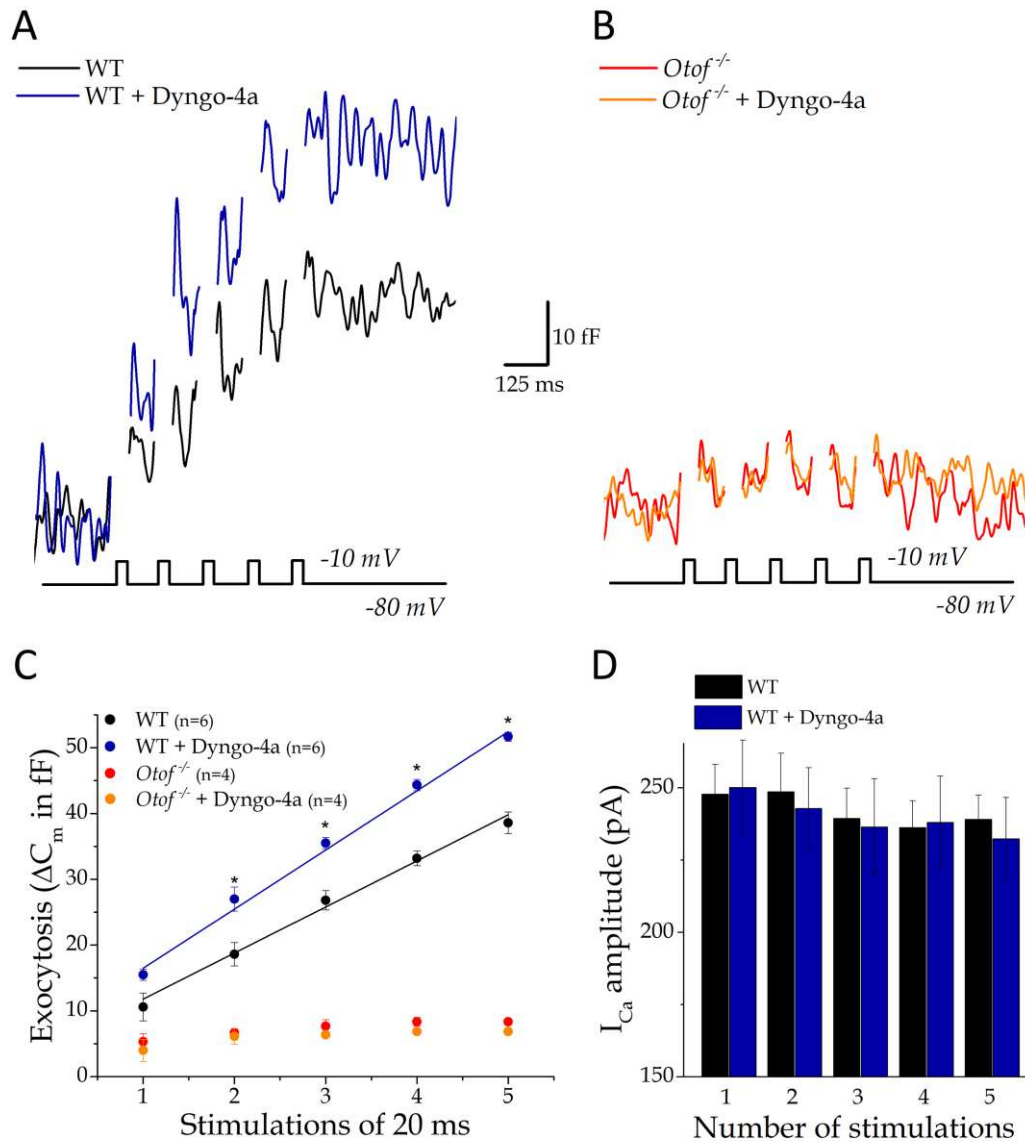 A
WT
WT + Dyngo-4a
10 fF
125 ms
-10 mV
-80 mV
B
Otof -/-
Otof -/- + Dyngo-4a
-10 mV
-80 mV
C
WT (n=6)
WT + Dyngo-4a (n=6)
Otof -/- (n=4)
Otof -/- + Dyngo-4a (n=4)
* * * *
Exocytosis (ΔCm in fF)
50
40
30
20
10
0
1 2 3 4 5
Stimulations of 20 ms
D
WT
WT + Dyngo-4a
ICa amplitude (pA)
250
200
150
1 2 3 4 5
Number of stimulations